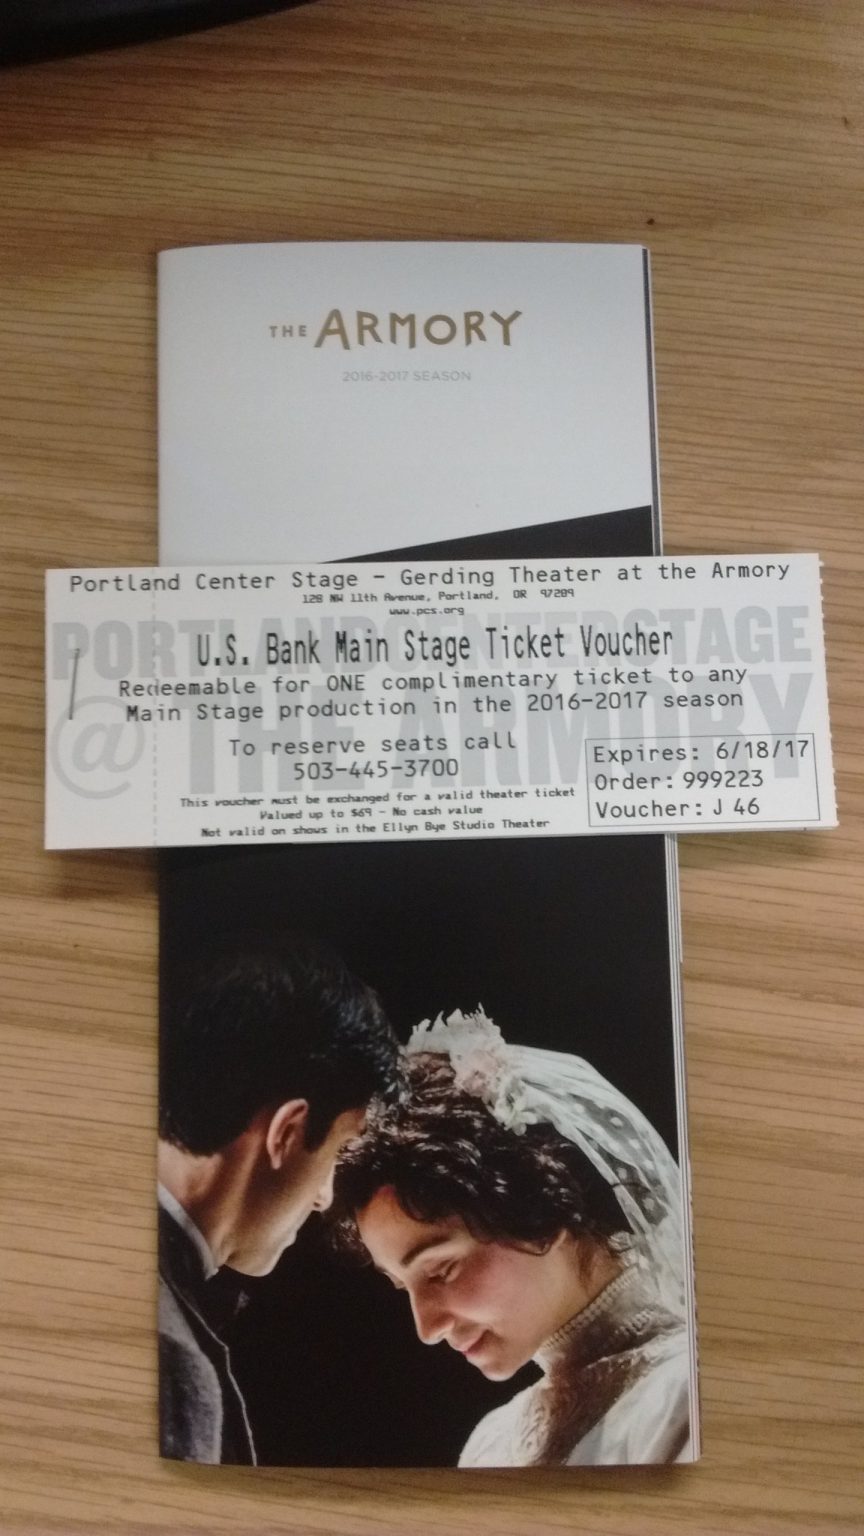 THE ARMORY
2016-2017 SEASON
Portland Center Stage - Gerding Theater at the Armory
128 NW 11th Avenue, Portland, OR 97209
www.pcs.org
PORTLANDCENTERSTAGE
@THE ARMORY
U.S. Bank Main Stage Ticket Voucher
Redeemable for ONE complimentary ticket to any
Main Stage production in the 2016-2017 season
To reserve seats call
503-445-3700
This voucher must be exchanged for a valid theater ticket
Valued up to $69 - No cash value
Not valid on shows in the Ellyn Bye Studio Theater
Expires: 6/18/17
Order: 999223
Voucher: J 46